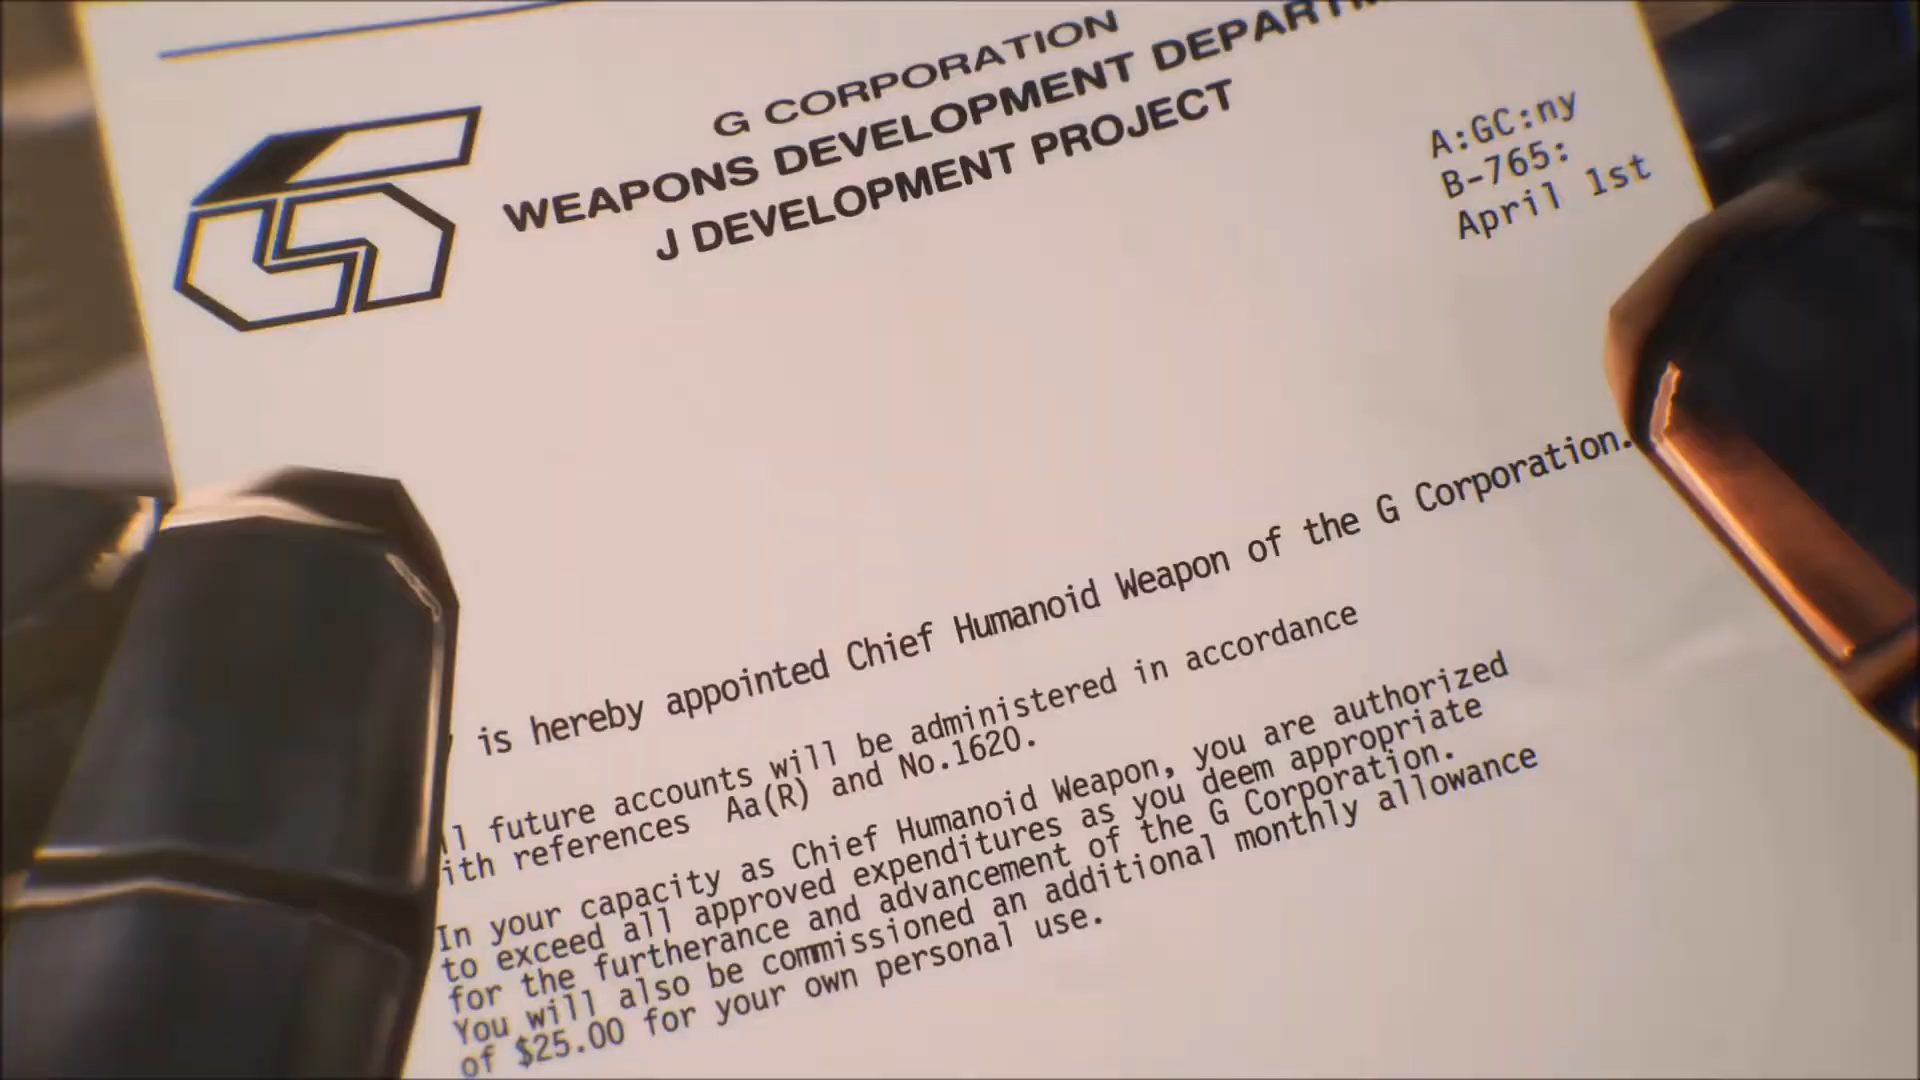 G CORPORATION
WEAPONS DEVELOPMENT
J DEVELOPMENT PROJECT
A:GC:ny
B-765:
April 1st
is hereby appointed Chief Humanoid Weapon of the G Corporation.
future accounts will be administered in accordance
references Aa(R) and No.1620.
In your capacity as Chief Humanoid Weapon, you are authorized
to exceed all approved expenditures as you deem appropriate
for the furtherance and advancement of the G Corporation.
You will also be commissioned an additional monthly allowance
of $25.00 for your own personal use.